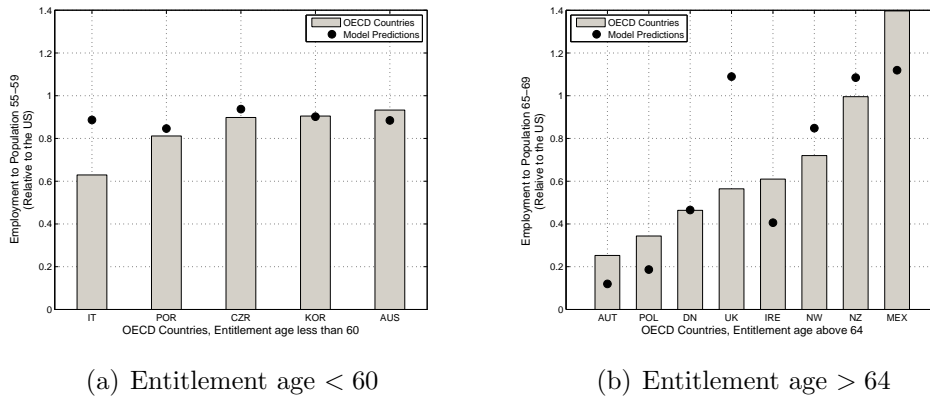 1.4
1.2
1
0.8
0.6
0.4
0.2
0
Employment to Population 55−59
(Relative to the US)
OECD Countries
Model Predictions
IT POR CZR KOR AUS
OECD Countries, Entitlement age less than 60
(a) Entitlement age < 60
1.4
1.2
1
0.8
0.6
0.4
0.2
0
Employment to Population 65−69
(Relaive to the US)
OECD Countries
Model Predictions
AUT POL DN UK IRE NW NZ MEX
OECD Countries, Entitlement age above 64
(b) Entitlement age > 64